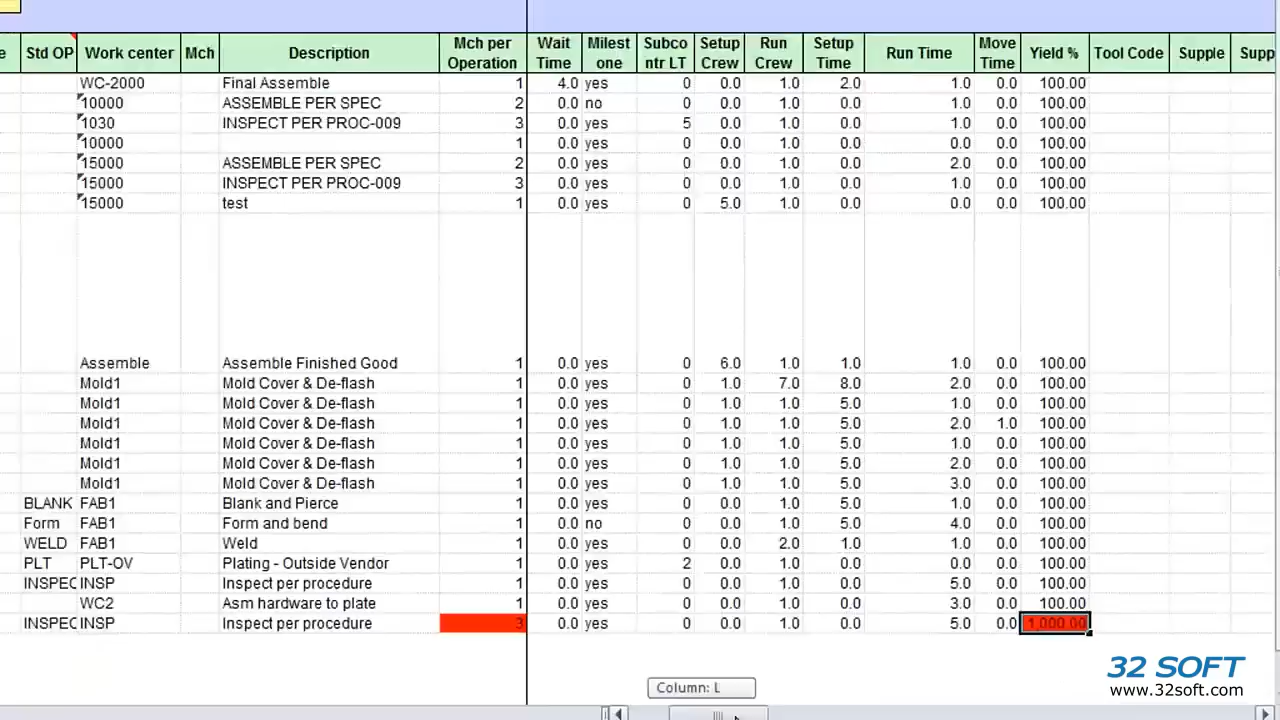 e Std OP Work center Mch Description Mch per Operation Wait Time Milest one Subco ntr LT Setup Crew Run Crew Setup Time Run Time Move Time Yield % Tool Code Supplie Supp
WC-2000 Final Assemble 1 4.0 yes 0 0.0 1.0 2.0 1.0 0.0 100.00
10000 ASSEMBLE PER SPEC 2 0.0 no 0 0.0 1.0 0.0 1.0 0.0 100.00
1030 INSPECT PER PROC-009 3 0.0 yes 5 0.0 1.0 0.0 1.0 0.0 100.00
10000 1 0.0 yes 0 0.0 1.0 0.0 0.0 0.0 100.00
15000 ASSEMBLE PER SPEC 2 0.0 yes 0 0.0 1.0 0.0 2.0 0.0 100.00
15000 INSPECT PER PROC-009 3 0.0 yes 0 0.0 1.0 0.0 1.0 0.0 100.00
15000 test 1 0.0 yes 0 5.0 1.0 0.0 0.0 0.0 100.00
Assemble Assemble Finished Good 1 0.0 yes 0 6.0 1.0 1.0 1.0 0.0 100.00
Mold1 Mold Cover & De-flash 1 0.0 yes 0 1.0 7.0 8.0 2.0 0.0 100.00
Mold1 Mold Cover & De-flash 1 0.0 yes 0 1.0 1.0 5.0 1.0 0.0 100.00
Mold1 Mold Cover & De-flash 1 0.0 yes 0 1.0 1.0 5.0 2.0 1.0 100.00
Mold1 Mold Cover & De-flash 1 0.0 yes 0 1.0 1.0 5.0 1.0 0.0 100.00
Mold1 Mold Cover & De-flash 1 0.0 yes 0 1.0 1.0 5.0 2.0 0.0 100.00
Mold1 Mold Cover & De-flash 1 0.0 yes 0 1.0 1.0 5.0 3.0 0.0 100.00
BLANK FAB1 Blank and Pierce 1 0.0 yes 0 0.0 1.0 5.0 1.0 0.0 100.00
Form FAB1 Form and bend 1 0.0 no 0 0.0 1.0 5.0 4.0 0.0 100.00
WELD FAB1 Weld 1 0.0 yes 0 0.0 2.0 1.0 1.0 0.0 100.00
PLT PLT-OV Plating - Outside Vendor 1 0.0 yes 2 0.0 1.0 0.0 0.0 0.0 100.00
INSPEC INSP Inspect per procedure 1 0.0 yes 0 0.0 1.0 0.0 5.0 0.0 100.00
WC2 Asm hardware to plate 1 0.0 yes 0 0.0 1.0 0.0 3.0 0.0 100.00
INSPEC INSP Inspect per procedure 3 0.0 yes 0 0.0 1.0 0.0 5.0 0.0 1,000.00
32 SOFT
Column: L
www.32soft.com